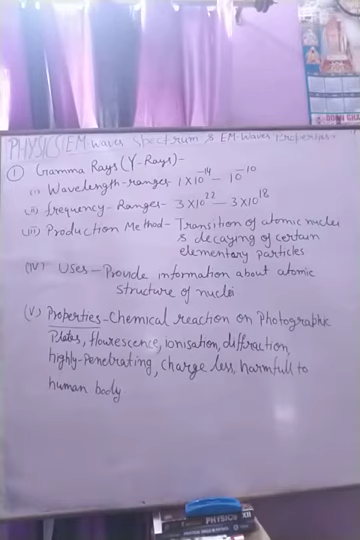 PHYSICS EM-Waves Spectrum & EM-Waves Properties-
① Gamma Rays (γ-Rays)-
(i) Wavelength-ranges- 1×10⁻¹⁴ – 10⁻¹⁰
(ii) frequency-Ranges- 3×10²² – 3×10¹⁸
(iii) Production Method- Transition of atomic nucleus
& decaying of certain
elementary particles
(IV) Uses – Provide information about atomic
structure of nuclei
(V) Properties-Chemical reaction on Photographic
Plates, flourescence, ionisation, diffraction,
highly-penetrating, charge less, harmfull to
human body
PHYSICS XII